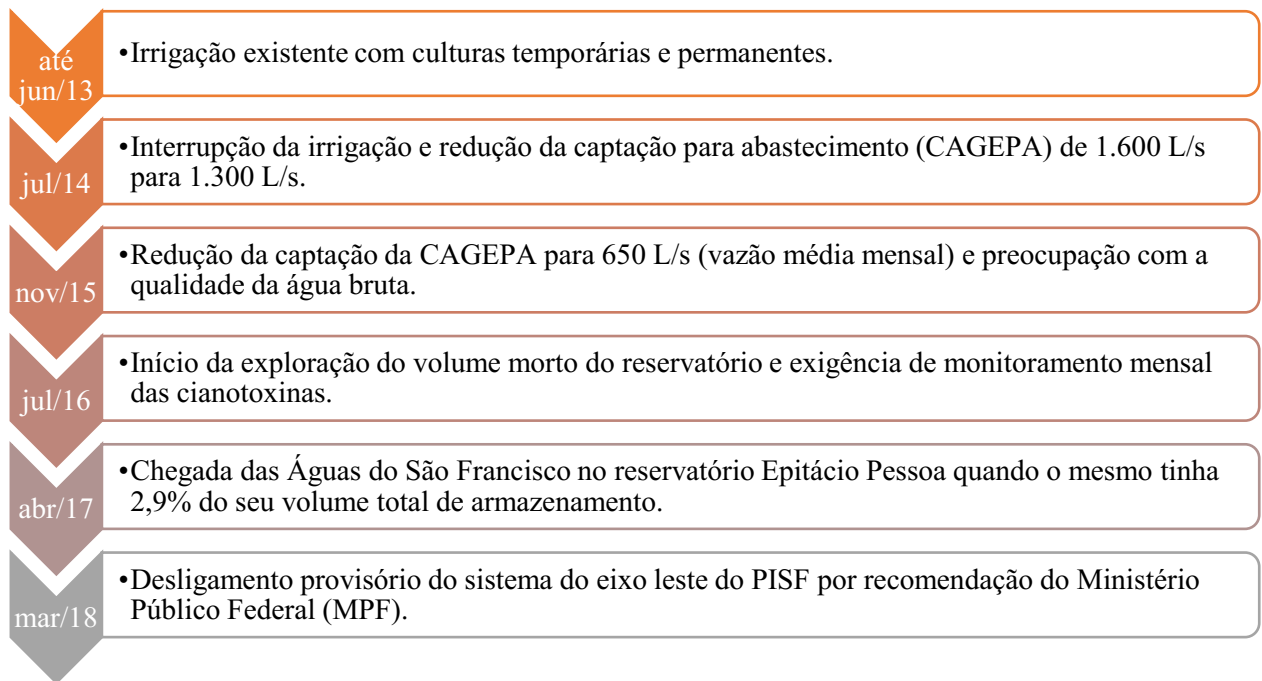 até
jun/13
•Irrigação existente com culturas temporárias e permanentes.
jul/14
•Interrupção da irrigação e redução da captação para abastecimento (CAGEPA) de 1.600 L/s
para 1.300 L/s.
nov/15
•Redução da captação da CAGEPA para 650 L/s (vazão média mensal) e preocupação com a
qualidade da água bruta.
jul/16
•Início da exploração do volume morto do reservatório e exigência de monitoramento mensal
das cianotoxinas.
abr/17
•Chegada das Águas do São Francisco no reservatório Epitácio Pessoa quando o mesmo tinha
2,9% do seu volume total de armazenamento.
mar/18
•Desligamento provisório do sistema do eixo leste do PISF por recomendação do Ministério
Público Federal (MPF).